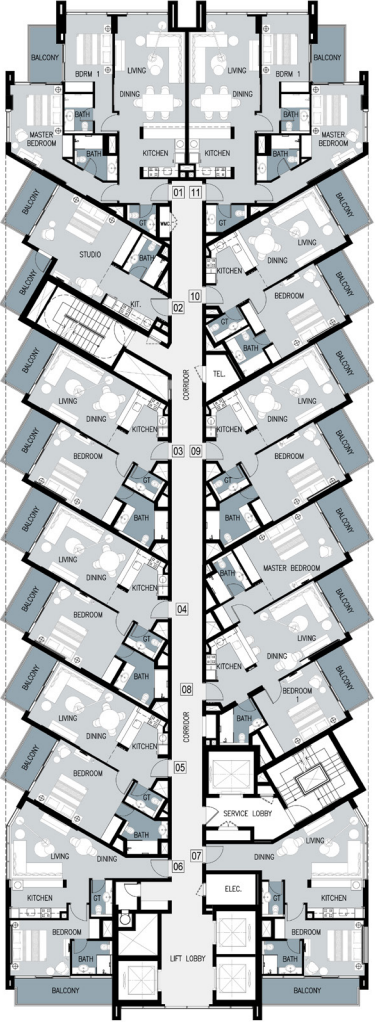 BALCONY
BDRM 1
LIVING
LIVING
BDRM 1
BALCONY
DINING
DINING
BATH
BATH
MASTER
BEDROOM
MASTER
BEDROOM
BATH
KITCHEN
KITCHEN
BATH
BALCONY
01
11
BALCONY
GT
GT
LIVING
STUDIO
BATH
KITCHEN
DINING
BALCONY
KIT.
02
10
BEDROOM
BALCONY
GT
BATH
BALCONY
TEL.
CORRIDOR
BALCONY
LIVING
DINING
KITCHEN
KITCHEN
DINING
LIVING
BALCONY
BEDROOM
03
09
BEDROOM
BALCONY
GT
GT
BALCONY
BATH
BATH
BALCONY
LIVING
DINING
KITCHEN
BATH
MASTER BEDROOM
BALCONY
BEDROOM
04
LIVING
BALCONY
GT
DINING
BALCONY
BATH
KITCHEN
08
BEDROOM
1
BALCONY
LIVING
DINING
KITCHEN
CORRIDOR
BATH
BALCONY
BEDROOM
05
GT
SERVICE LOBBY
BATH
LIVING
DINING
06
07
DINING
LIVING
KITCHEN
GT
ELEC.
GT
KITCHEN
BEDROOM
BEDROOM
BATH
LIFT LOBBY
BATH
BALCONY
BALCONY